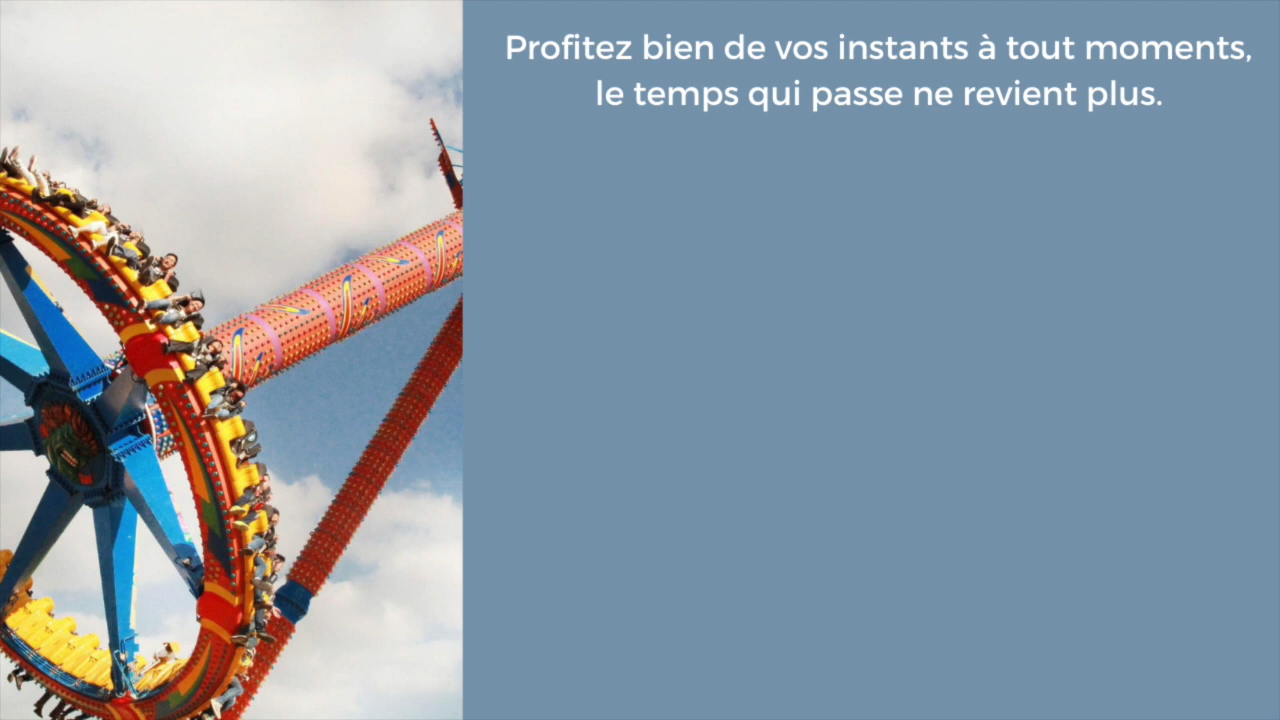 Profitez bien de vos instants à tout moments,
le temps qui passe ne revient plus.